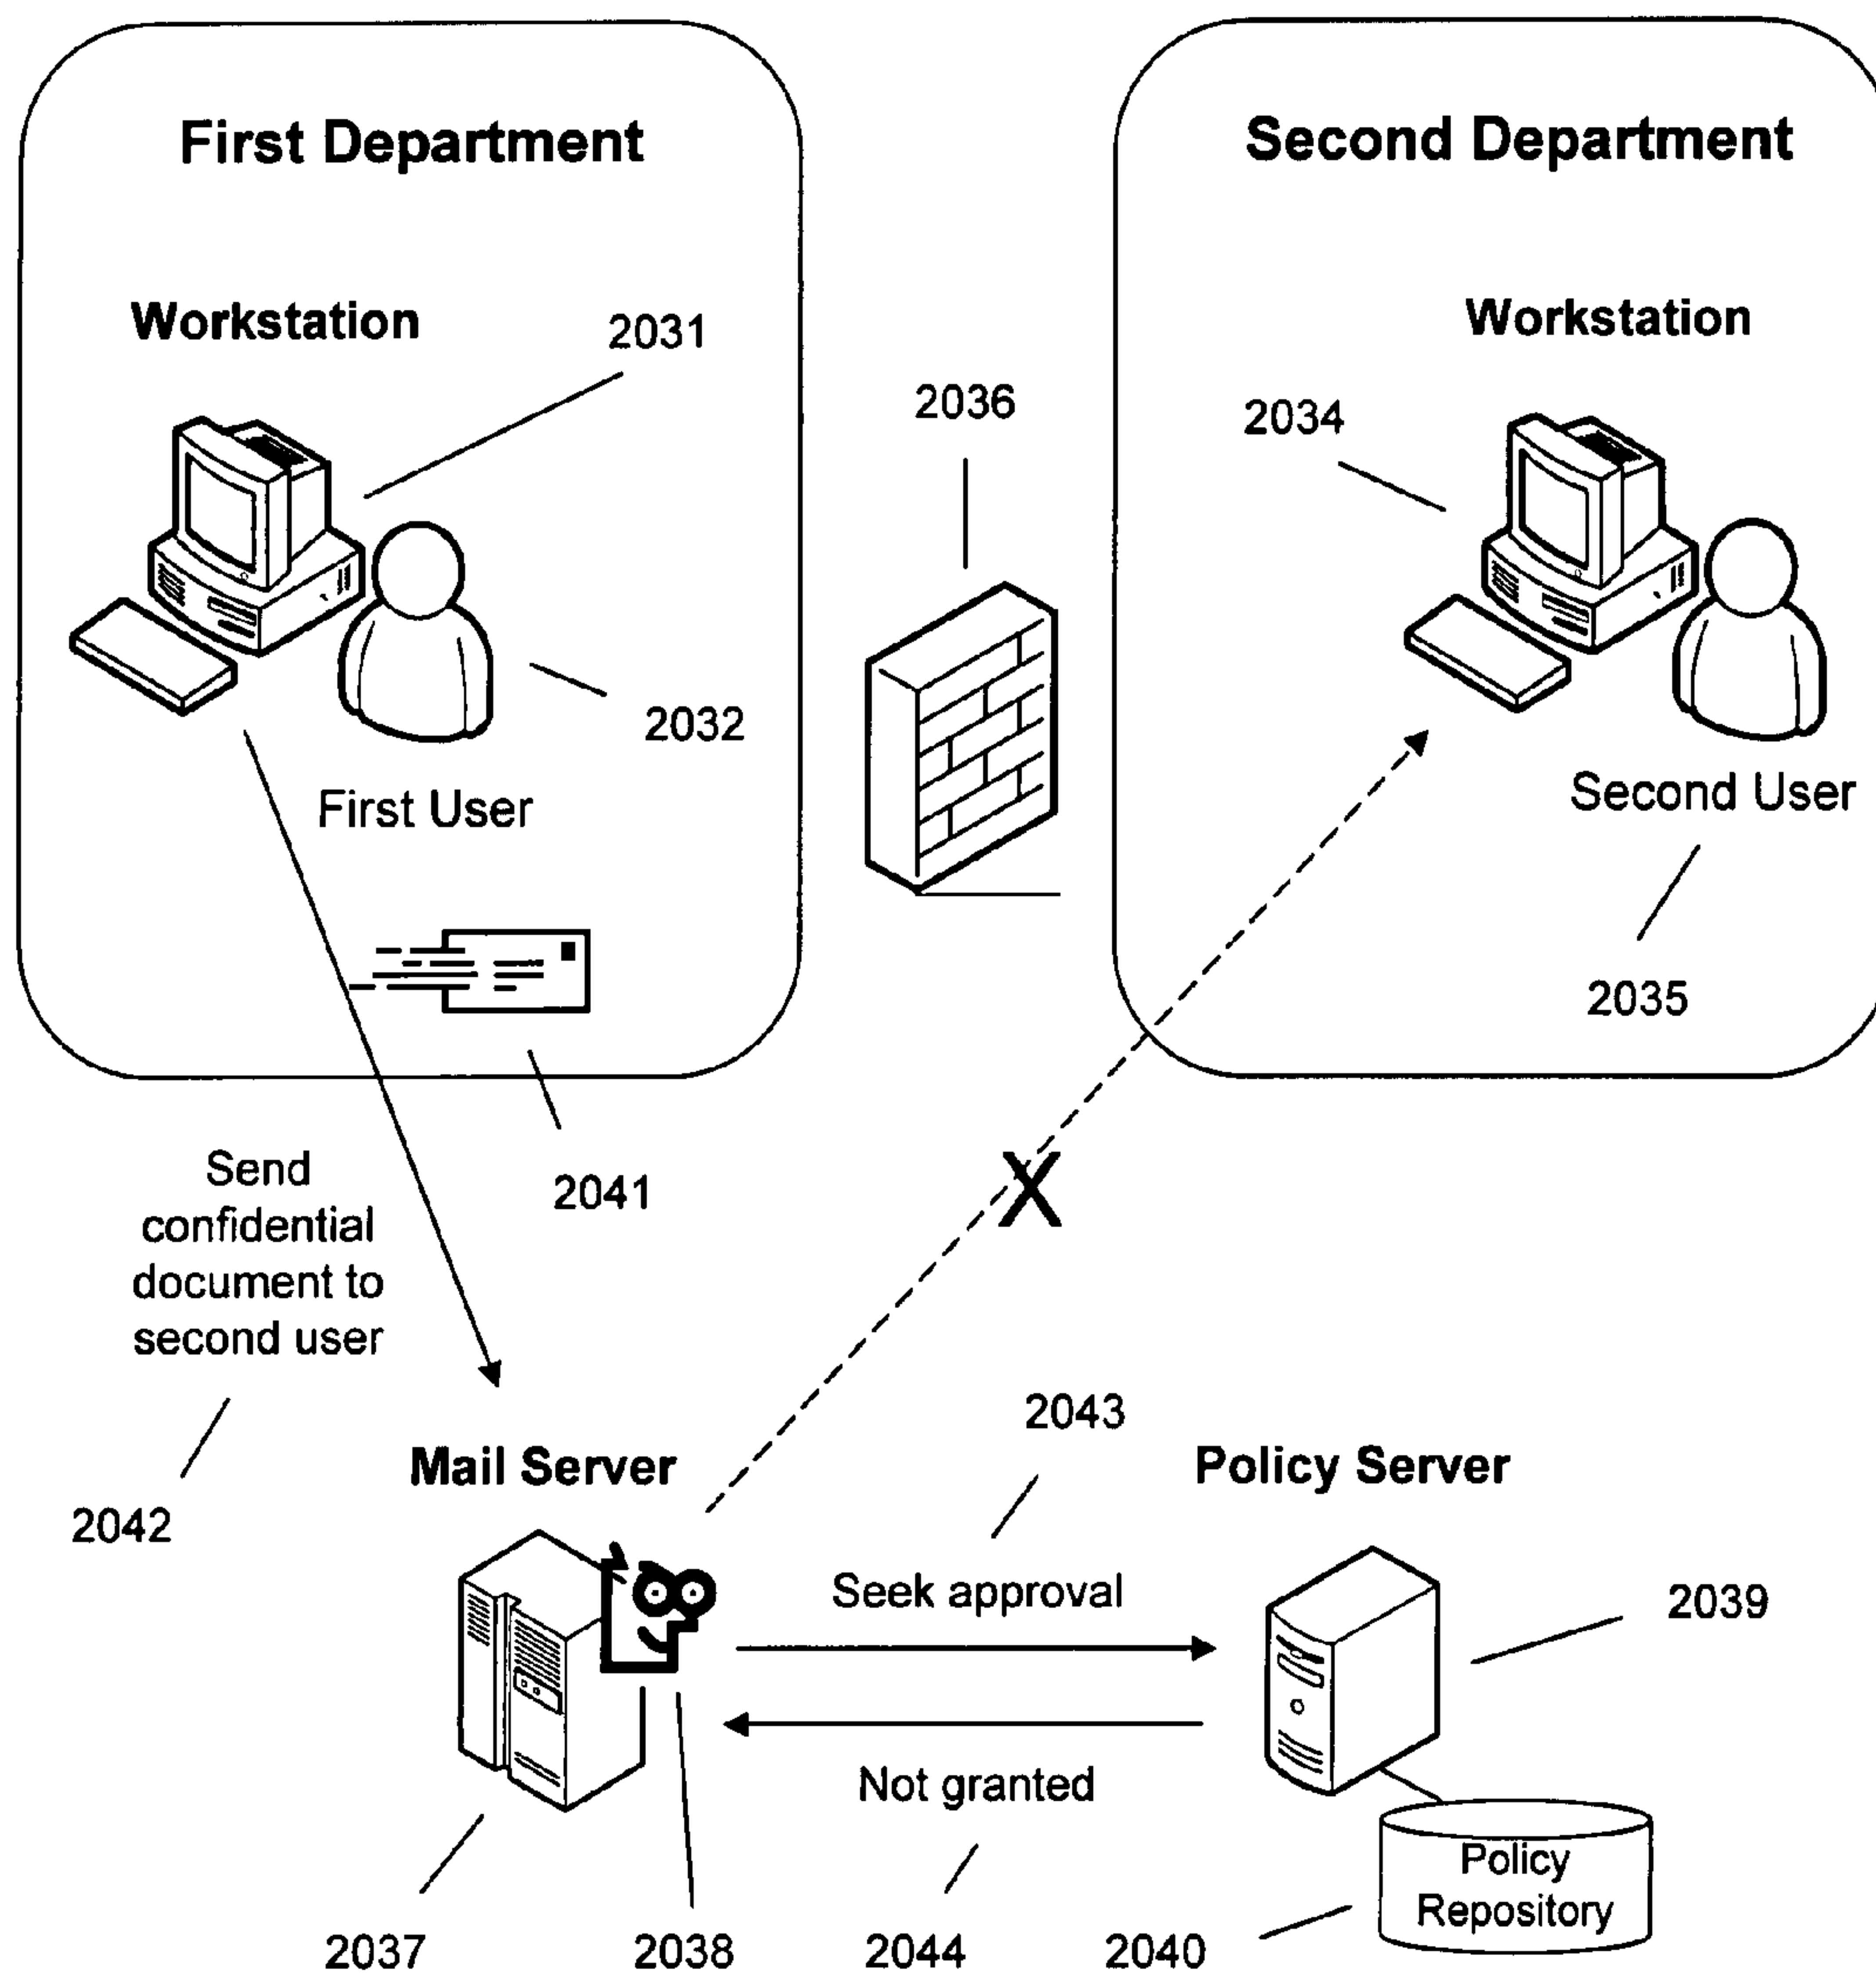 First Department
Second Department
Workstation
2031
2036
Workstation
2034
2032
First User
Second User
2035
2041
Send
confidential
document to
second user
X
2042
2043
Mail Server
Policy Server
Seek approval
2039
Not granted
Policy
Repository
2037
2038
2044
2040